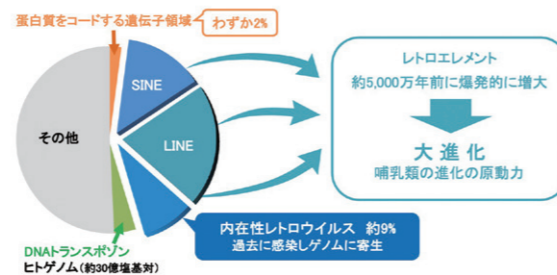 蛋白質をコードする遺伝子領域
わずか2%
SINE
LINE
その他
DNAトランスポゾン
ヒトゲノム(約30億塩基対)
内在性レトロウイルス 約9%
過去に感染しゲノムに寄生
レトロエレメント
約5,000万年前に爆発的に増大
大進化
哺乳類の進化の原動力